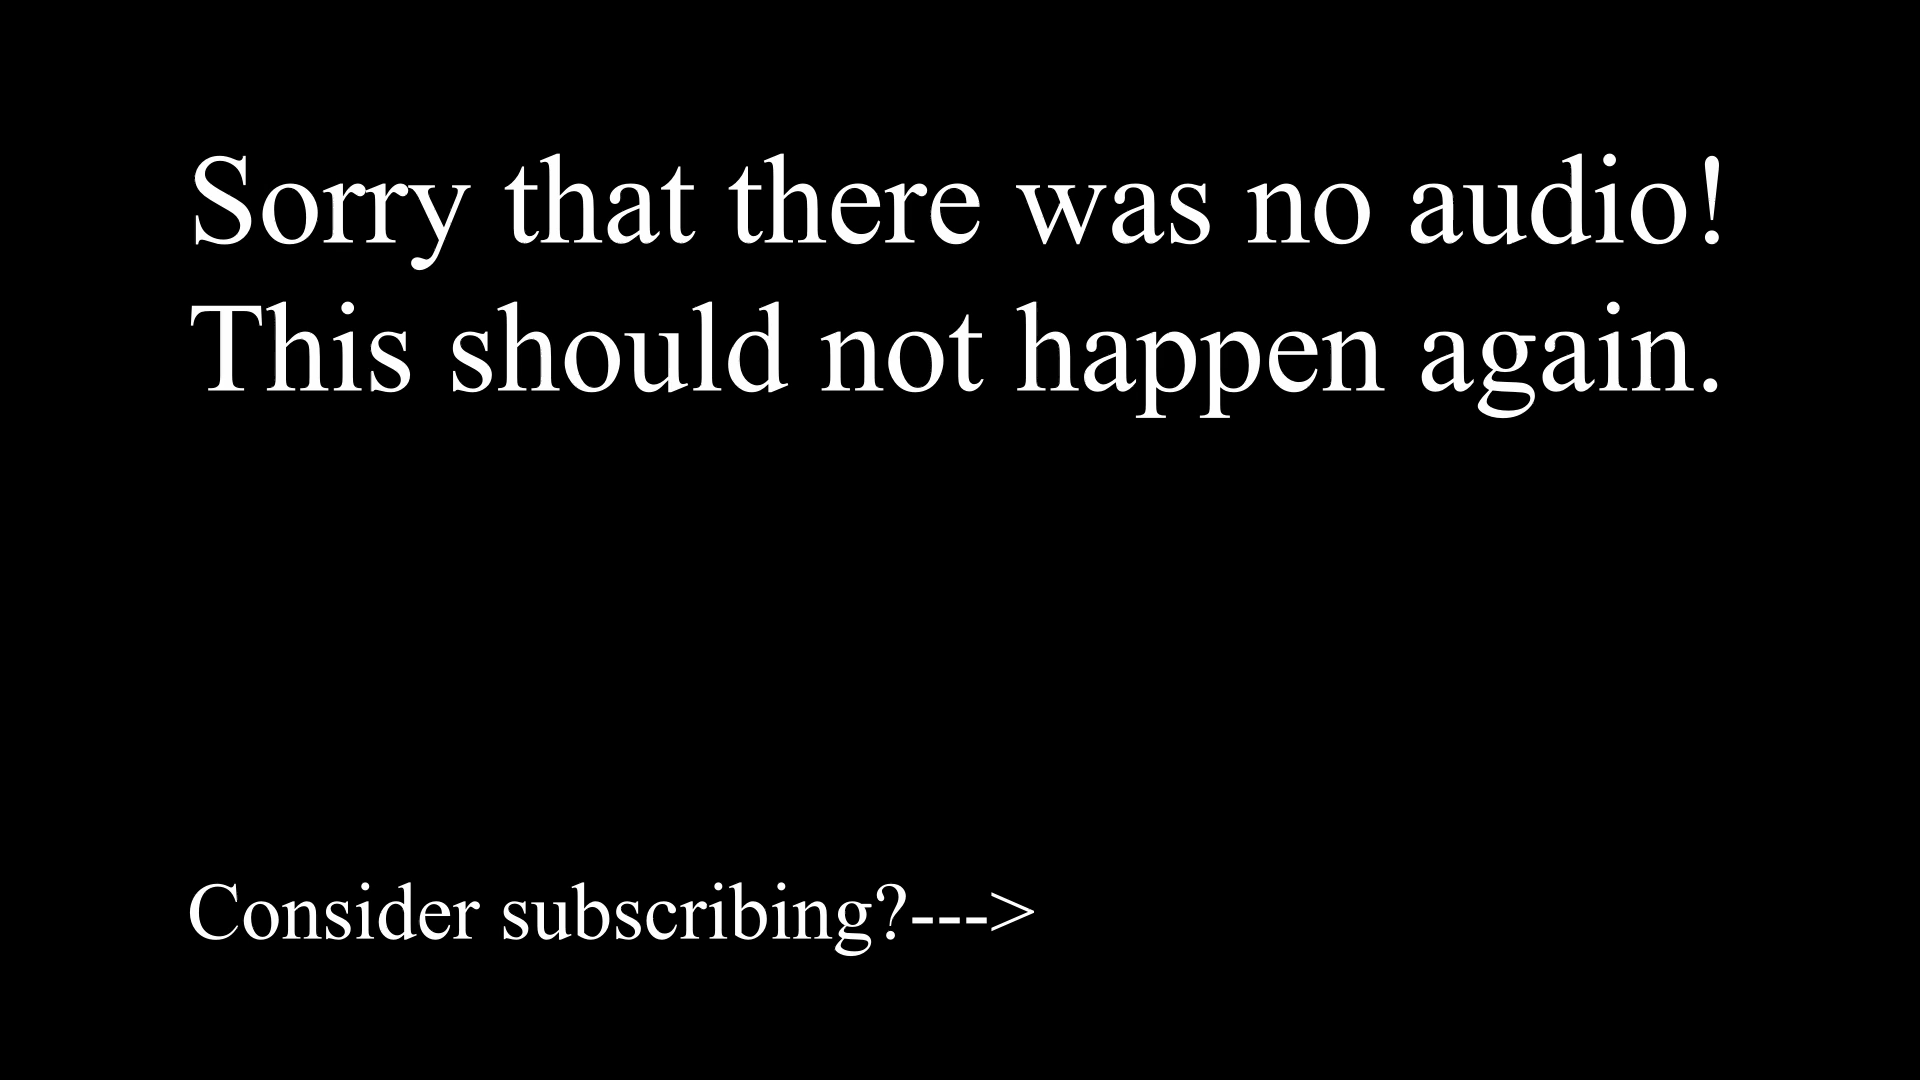 Sorry that there was no audio!
This should not happen again.
Consider subscribing?--->